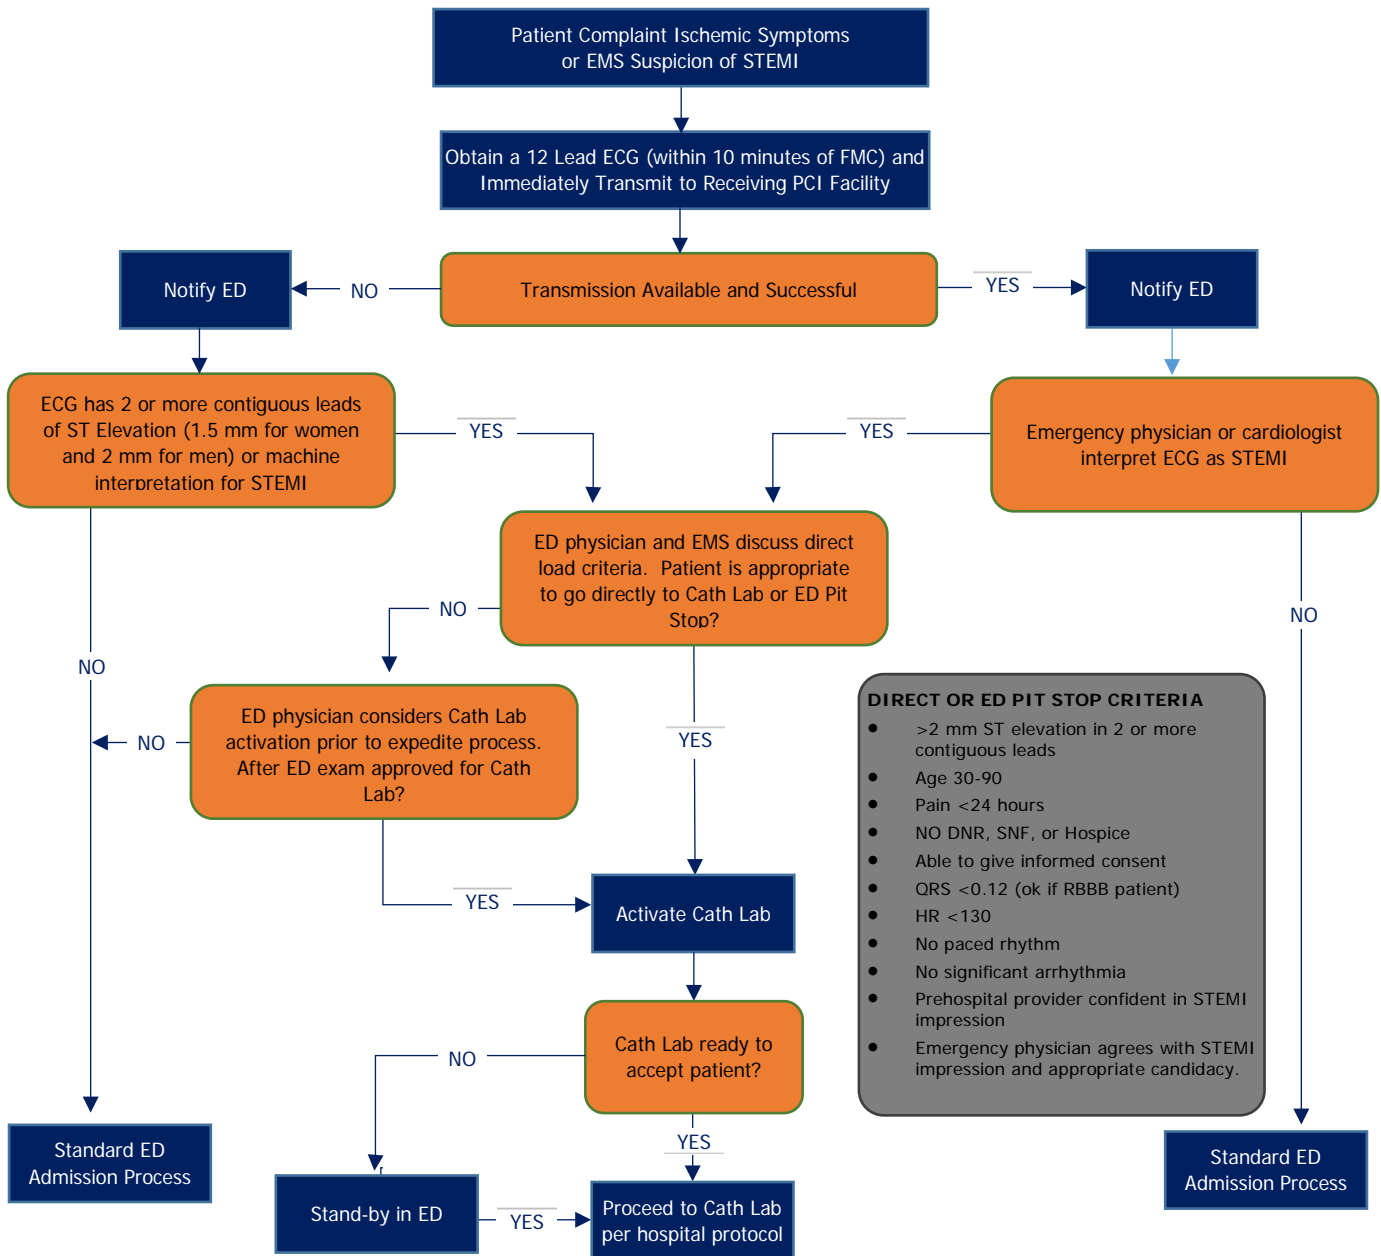 Patient Complaint Ischemic Symptoms
or EMS Suspicion of STEMI
Obtain a 12 Lead ECG (within 10 minutes of FMC) and
Immediately Transmit to Receiving PCI Facility
Notify ED
NO
Transmission Available and Successful
YES
Notify ED
ECG has 2 or more contiguous leads
of ST Elevation (1.5 mm for women
and 2 mm for men) or machine
interpretation for STEMI
YES
YES
Emergency physician or cardiologist
interpret ECG as STEMI
ED physician and EMS discuss direct
load criteria. Patient is appropriate
to go directly to Cath Lab or ED Pit
Stop?
NO
NO
NO
ED physician considers Cath Lab
activation prior to expedite process.
After ED exam approved for Cath
Lab?
NO
YES
DIRECT OR ED PIT STOP CRITERIA
• >2 mm ST elevation in 2 or more
contiguous leads
• Age 30-90
• Pain <24 hours
• NO DNR, SNF, or Hospice
• Able to give informed consent
• QRS <0.12 (ok if RBBB patient)
• HR <130
• No paced rhythm
• No significant arrhythmia
• Prehospital provider confident in STEMI
impression
• Emergency physician agrees with STEMI
impression and appropriate candidacy.
YES
Activate Cath Lab
Cath Lab ready to
accept patient?
NO
YES
Standard ED
Admission Process
Standard ED
Admission Process
Stand-by in ED
YES
Proceed to Cath Lab
per hospital protocol